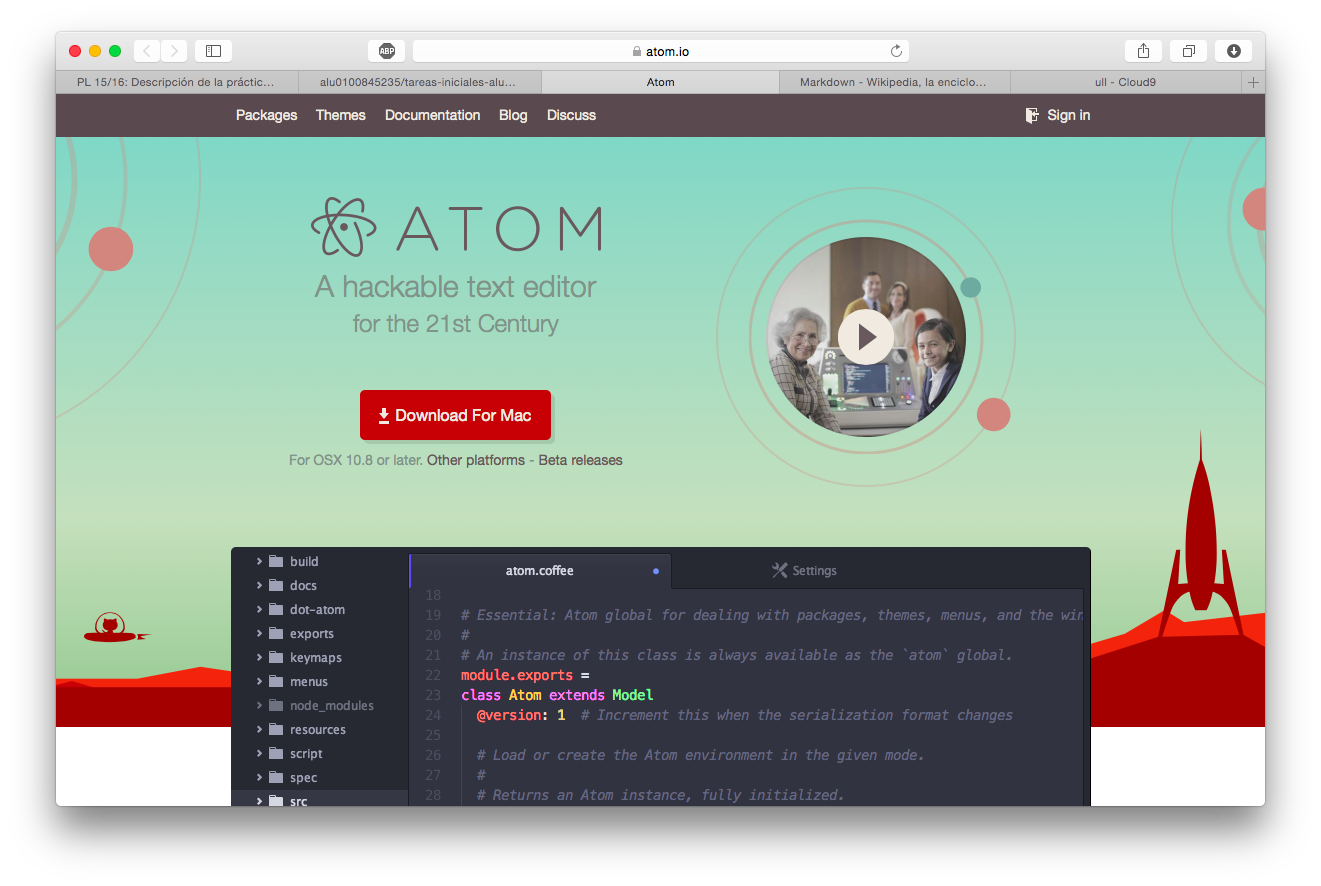 ABP
atom.io
PL 15/16: Descripción de la práctic…
alu0100845235/tareas-iniciales-alu…
Atom
Markdown - Wikipedia, la enciclo…
ull - Cloud9
Packages Themes Documentation Blog Discuss
Sign in
ATOM
A hackable text editor
for the 21st Century
Download For Mac
For OSX 10.8 or later. Other platforms - Beta releases
build
docs
dot-atom
exports
keymaps
menus
node_modules
resources
script
spec
src
atom.coffee
Settings
18
19 # Essential: Atom global for dealing with packages, themes, menus, and the win
20 #
21 # An instance of this class is always available as the `atom` global.
22 module.exports =
23 class Atom extends Model
24 @version: 1 # Increment this when the serialization format changes
25
26 # Load or create the Atom environment in the given mode.
27 #
28 # Returns an Atom instance, fully initialized.